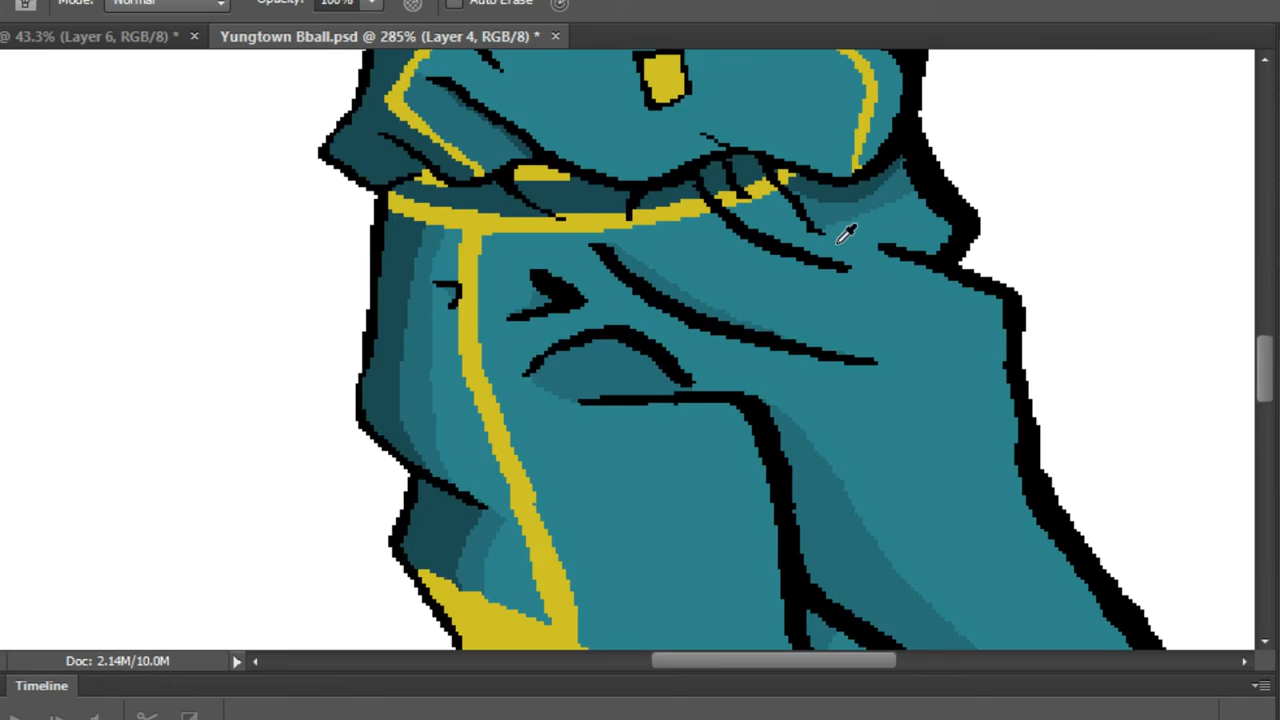 Mode: Normal Opacity: 100% Auto Erase
@ 43.3% (Layer 6, RGB/8) * × Yungtown Bball.psd @ 285% (Layer 4, RGB/8) * ×
Doc: 2.14M/10.0M
Timeline